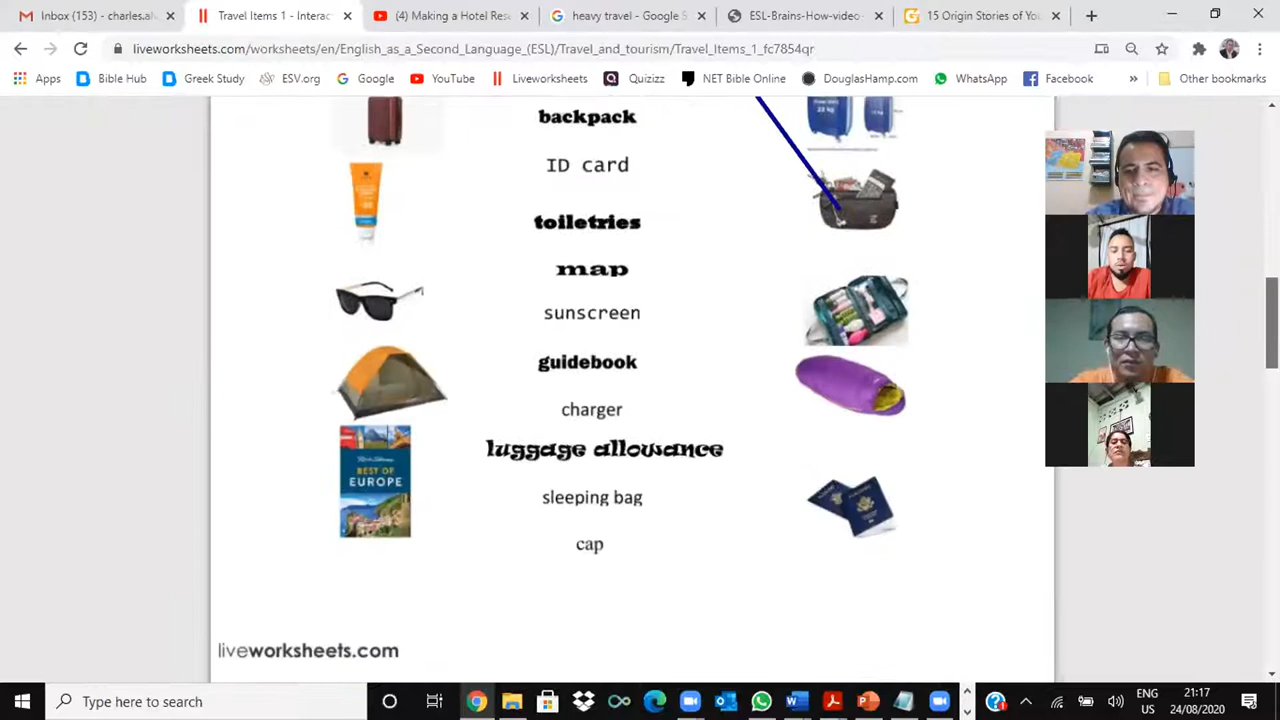 Inbox (153) - charles.al
Travel Items 1 - Interac
(4) Making a Hotel Res
heavy travel - Google S
ESL-Brains-How-video
15 Origin Stories of You
liveworksheets.com/worksheets/en/English_as_a_Second_Language_(ESL)/Travel_and_tourism/Travel_Items_1_fc7854qr
Apps
Bible Hub
Greek Study
ESV.org
Google
YouTube
Liveworksheets
Quizizz
NET Bible Online
DouglasHamp.com
WhatsApp
Facebook
Other bookmarks
backpack
ID card
toiletries
map
sunscreen
guidebook
charger
luggage allowance
sleeping bag
cap
BEST OF
EUROPE
liveworksheets.com
Type here to search
ENG
US
21:17
24/08/2020